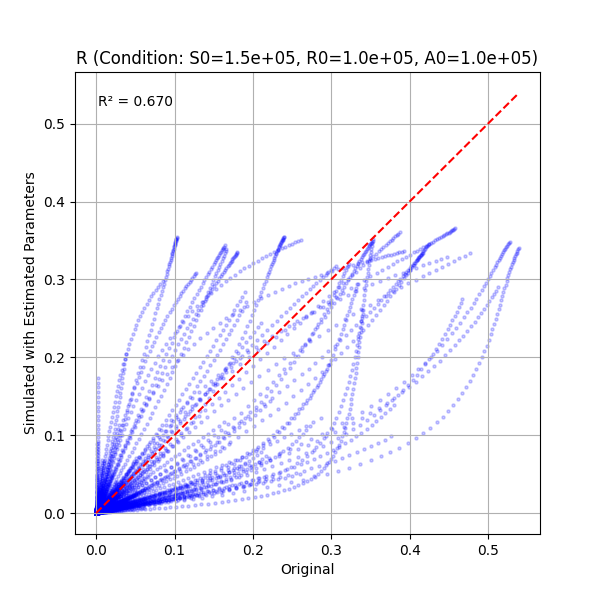 R (Condition: S0=1.5e+05, R0=1.0e+05, A0=1.0e+05)
R² = 0.670
0.5
0.4
0.3
0.2
0.1
0.0
Simulated with Estimated Parameters
0.0 0.1 0.2 0.3 0.4 0.5
Original